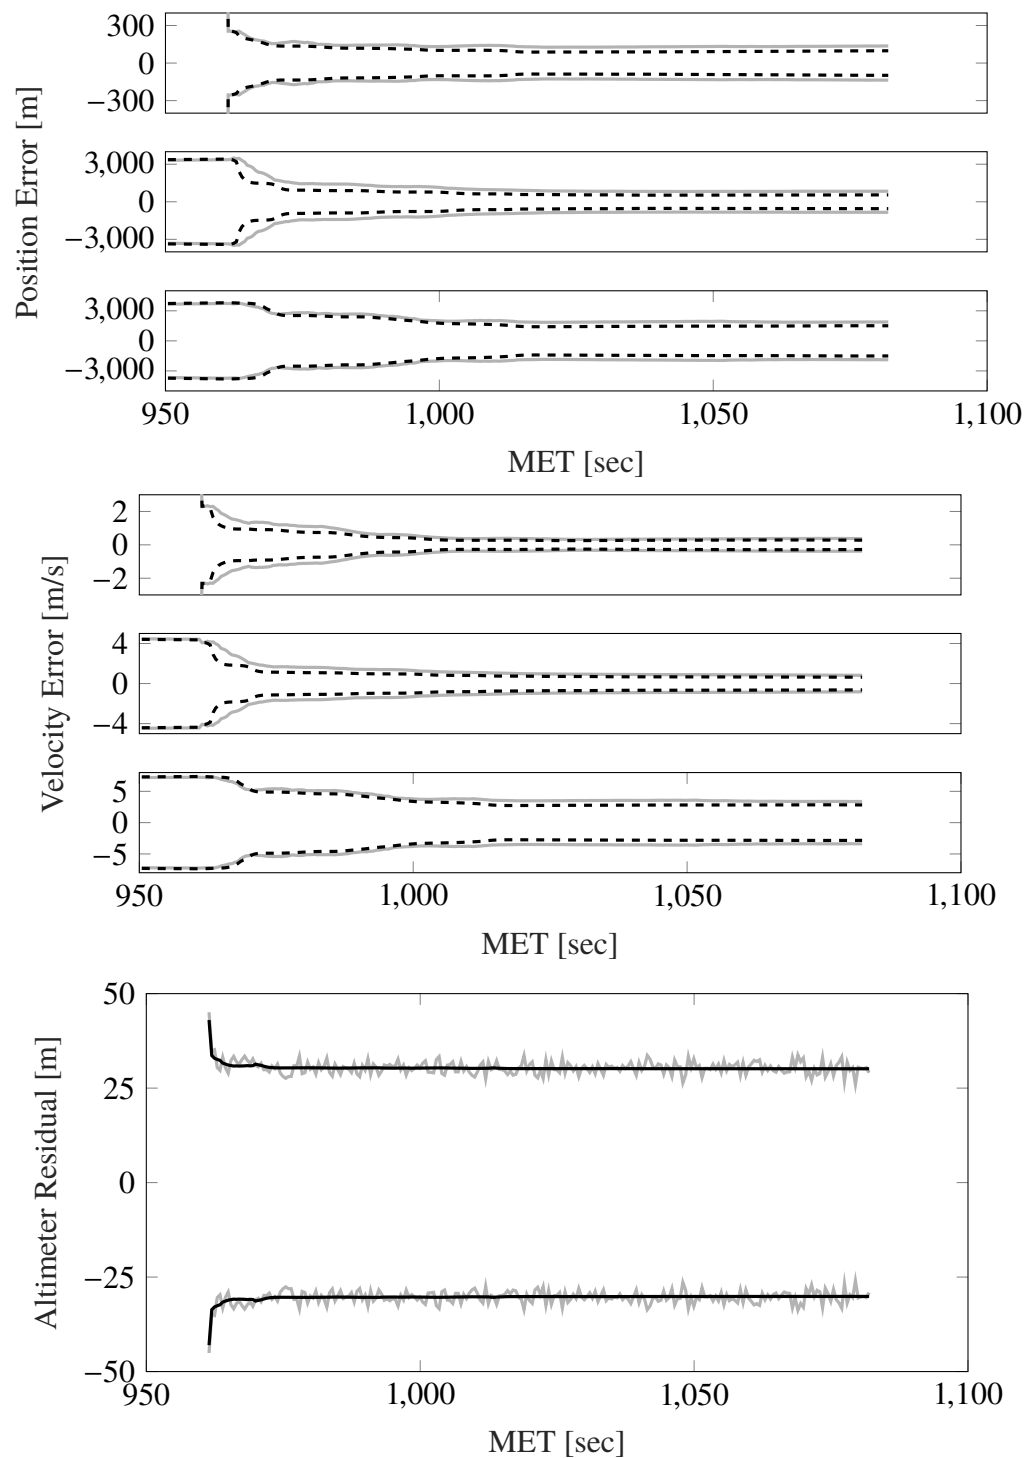 300
0
−300
3,000
0
−3,000
3,000
0
−3,000
Position Error [m]
950 1,000 1,050 1,100
MET [sec]
2
0
−2
4
0
−4
5
0
−5
Velocity Error [m/s]
950 1,000 1,050 1,100
MET [sec]
50
25
0
−25
−50
Altimeter Residual [m]
950 1,000 1,050 1,100
MET [sec]